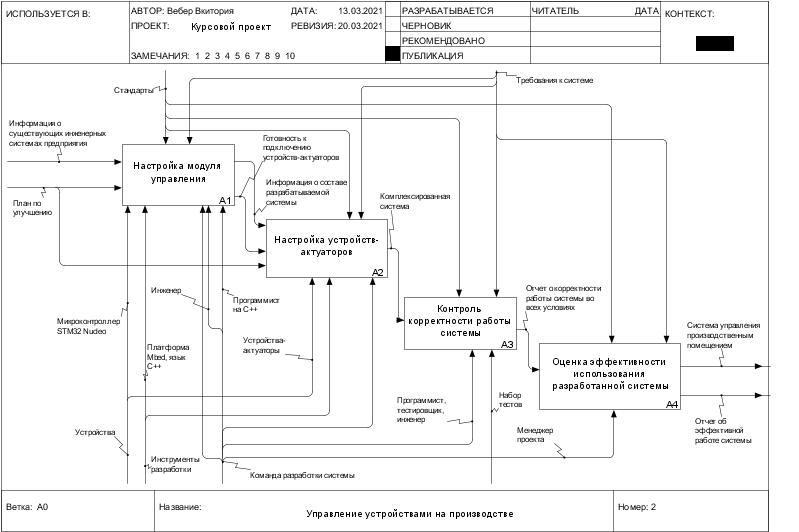 ИСПОЛЬЗУЕТСЯ В:
АВТОР: Вебер Вкитория
ДАТА: 13.03.2021
ПРОЕКТ: Курсовой проект
РЕВИЗИЯ: 20.03.2021
ЗАМЕЧАНИЯ: 1 2 3 4 5 6 7 8 9 10
РАЗРАБАТЫВАЕТСЯ
ЧЕРНОВИК
РЕКОМЕНДОВАНО
ПУБЛИКАЦИЯ
ЧИТАТЕЛЬ
ДАТА
КОНТЕКСТ:
Стандарты
Требования к системе
Информация о
существующих инженерных
системах предприятия
План по
улучшению
Настройка модуля
управления
A1
Готовность к
подключению
устройств-актуаторов
Информация о составе
разрабатываемой
системы
Комплексированная
система
Настройка устройств-
актуаторов
A2
Инженер
Программист
на C++
Микроконтроллер
STM32 Nucleo
Платформа
Mbed, язык
C++
Устройства-
актуаторы
Контроль
корректности работы
системы
A3
Отчет о корректности
работы системы во
всех условиях
Оценка эффективности
использования
разработанной системы
A4
Система управления
производственным
помещением
Отчет об
эффективной
работе системы
Программист,
тестировщик,
инженер
Набор
тестов
Менеджер
проекта
Устройства
Инструменты
разработки
Команда разработки системы
Ветка: A0
Название:
Управление устройствами на производстве
Номер: 2